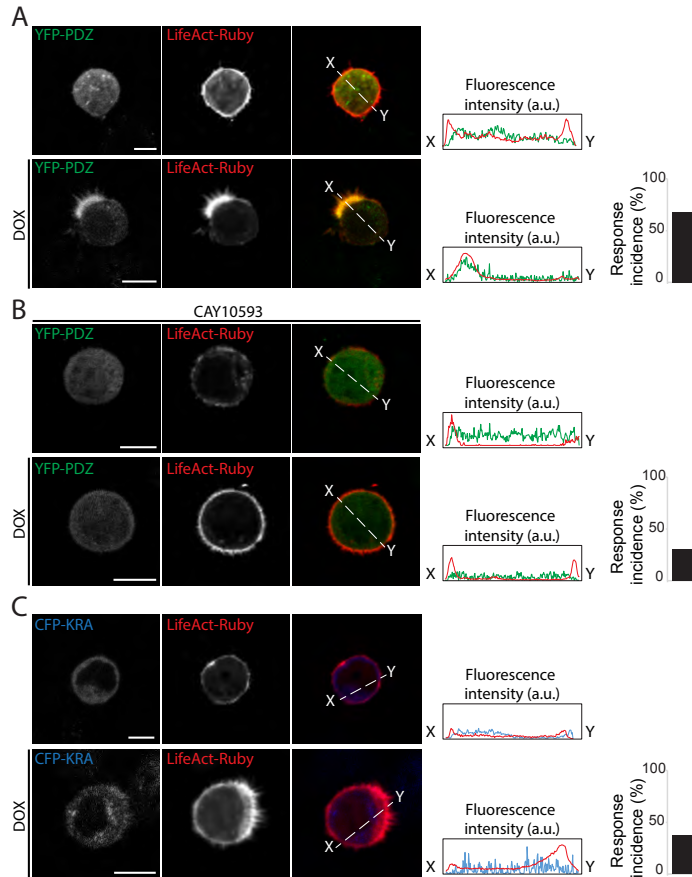 A
YFP-PDZ
LifeAct-Ruby
X
Y
Fluorescence
intensity (a.u.)
X
Y
DOX
YFP-PDZ
LifeAct-Ruby
X
Y
Fluorescence
intensity (a.u.)
X
Y
Response
incidence (%)
100
50
0
B
CAY10593
YFP-PDZ
LifeAct-Ruby
X
Y
Fluorescence
intensity (a.u.)
X
Y
DOX
YFP-PDZ
LifeAct-Ruby
X
Y
Fluorescence
intensity (a.u.)
X
Y
Response
incidence (%)
100
50
0
C
CFP-KRA
LifeAct-Ruby
X
Y
Fluorescence
intensity (a.u.)
X
Y
DOX
CFP-KRA
LifeAct-Ruby
X
Y
Fluorescence
intensity (a.u.)
X
Y
Response
incidence (%)
100
50
0